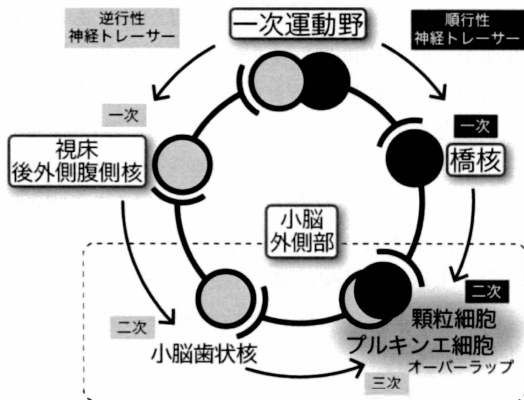 逆行性
神経トレーサー
一次運動野
順行性
神経トレーサー
一次
一次
視床
後外側腹側核
橋核
小脳
外側部
二次
二次
顆粒細胞
小脳歯状核
プルキンエ細胞
オーバーラップ
三次